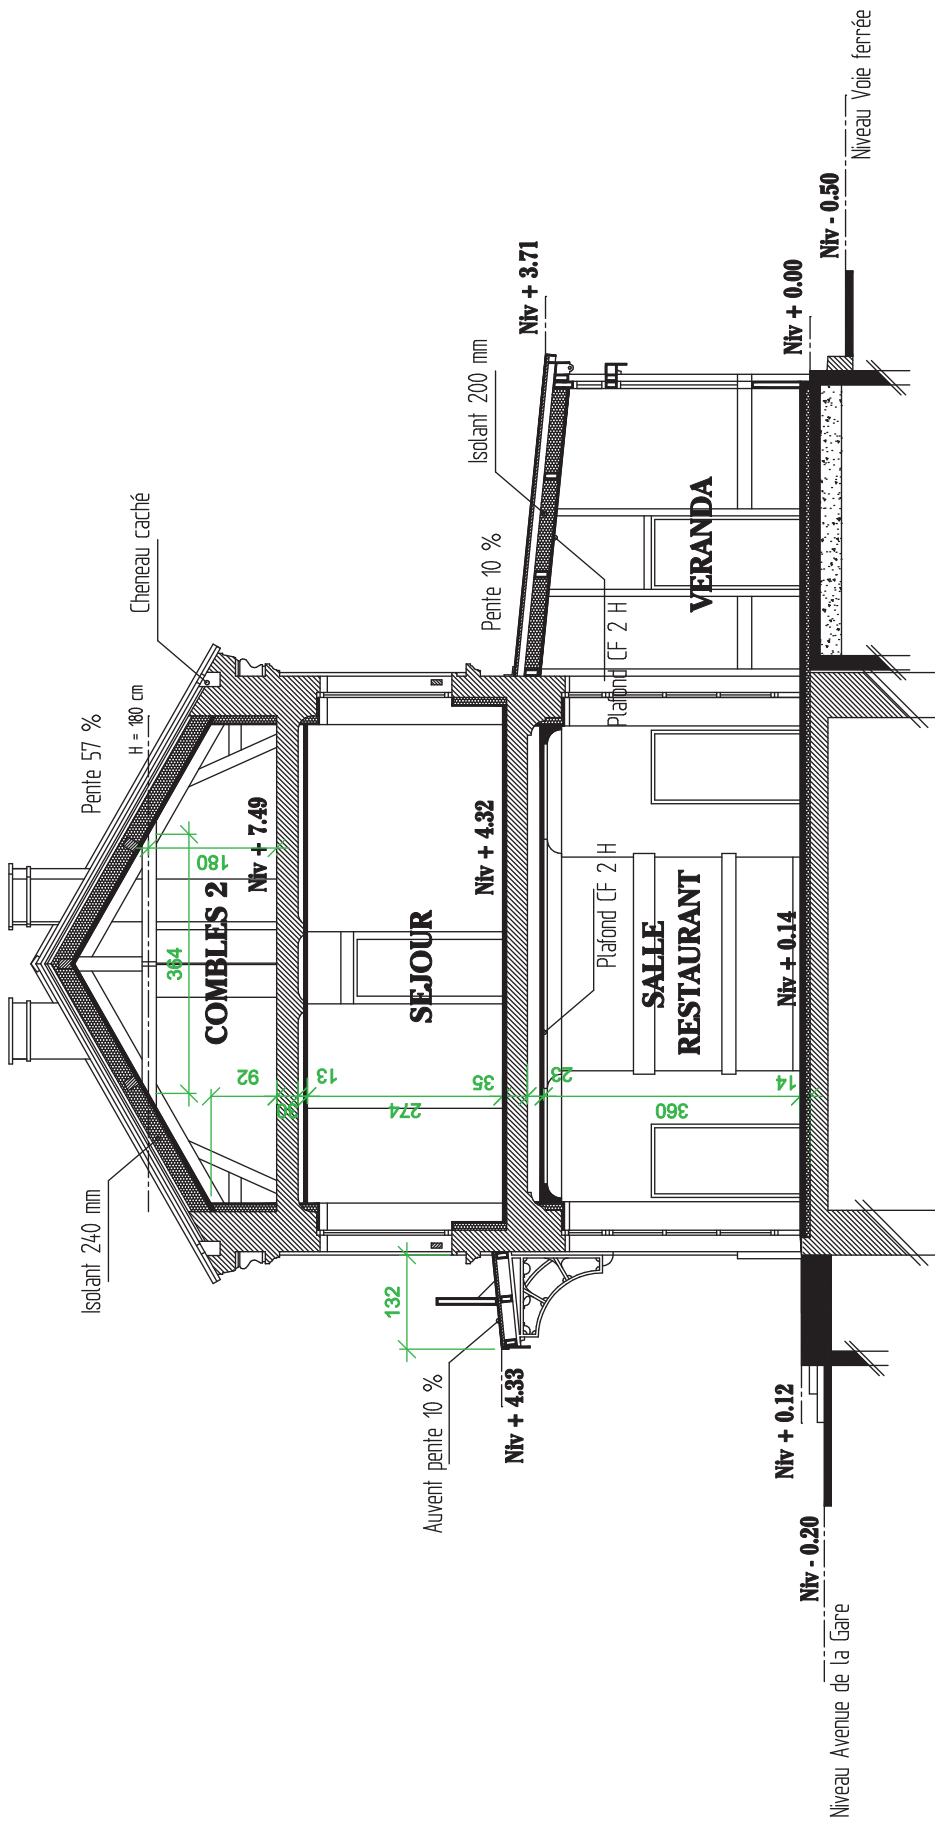 Pente 57 %
H = 180 cm
Cheneau caché
Isolant 240 mm
180
364
92
30
13
COMBLES 2
Niv + 7.49
SEJOUR
274
35
Niv + 4.32
132
Auvent pente 10 %
Niv + 4.33
Pente 10 %
Isolant 200 mm
Niv + 3.71
Plafond CF 2 H
Plafond CF 2 H
23
360
14
SALLE
RESTAURANT
Niv + 0.14
VERANDA
Niv + 0.00
Niv - 0.50
Niveau Voie ferrée
Niv + 0.12
Niv - 0.20
Niveau Avenue de la Gare